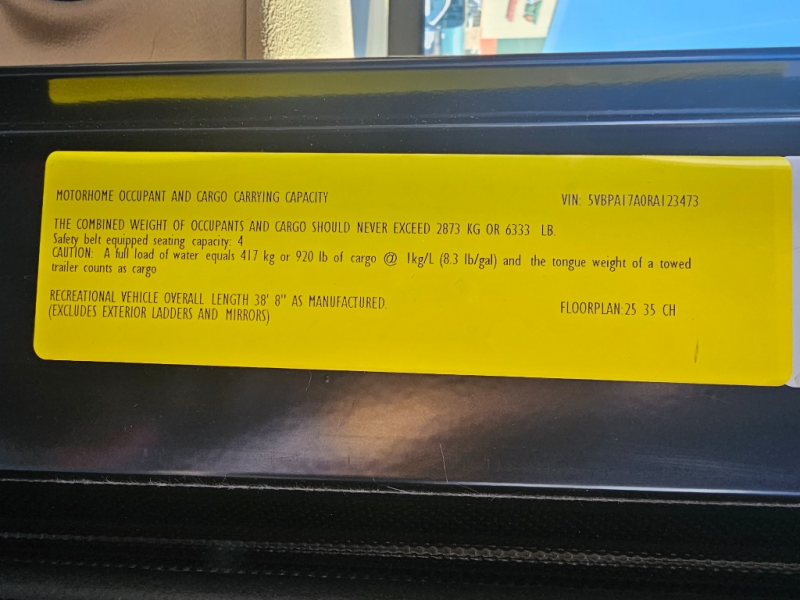 MOTORHOME OCCUPANT AND CARGO CARRYING CAPACITY VIN: 5VBPA17A0RA123473
THE COMBINED WEIGHT OF OCCUPANTS AND CARGO SHOULD NEVER EXCEED 2873 KG OR 6333 LB.
Safety belt equipped seating capacity: 4
CAUTION: A full load of water equals 417 kg or 920 lb of cargo @ 1kg/L (8.3 lb/gal) and the tongue weight of a towed
trailer counts as cargo
RECREATIONAL VEHICLE OVERALL LENGTH 38' 8" AS MANUFACTURED.
(EXCLUDES EXTERIOR LADDERS AND MIRRORS) FLOORPLAN:25 35 CH